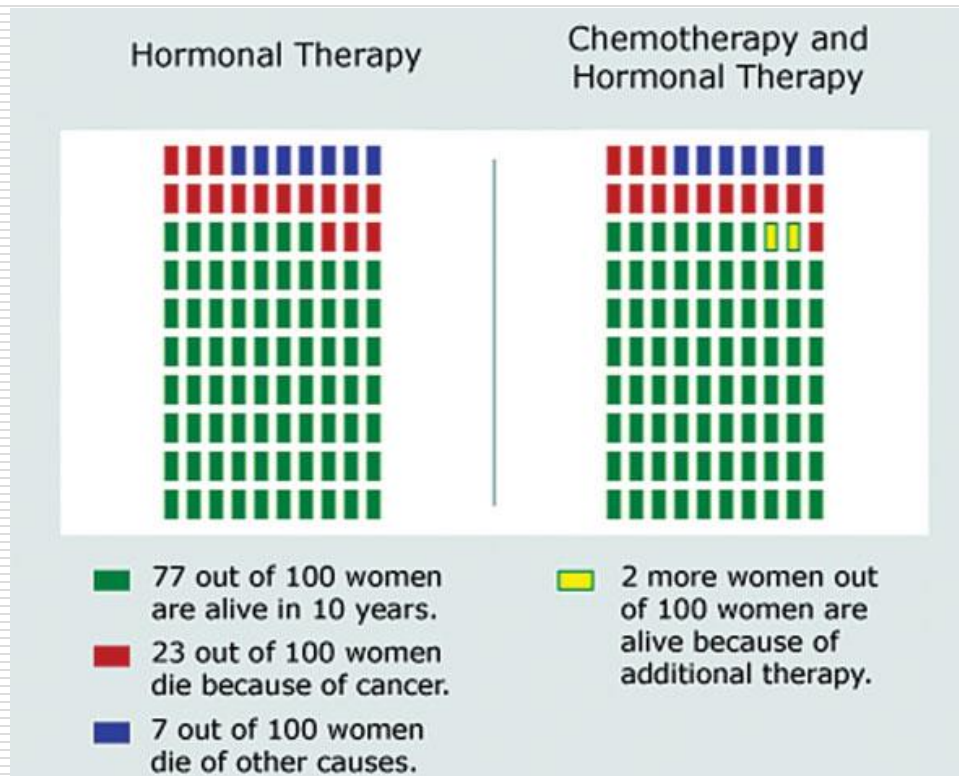 Hormonal Therapy
Chemotherapy and
Hormonal Therapy
77 out of 100 women
are alive in 10 years.
23 out of 100 women
die because of cancer.
7 out of 100 women
die of other causes.
2 more women out
of 100 women are
alive because of
additional therapy.